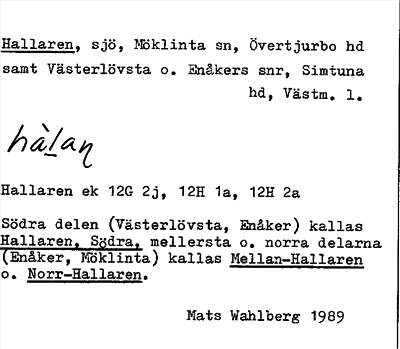 Hallaren, sjö, Möklinta sn, Övertjurbo hd
samt Västerlövsta o. Enåkers snr, Simtuna
hd, Västm. l.
hàlaɳ
Hallaren ek 12G 2j, 12H 1a, 12H 2a
Södra delen (Västerlövsta, Enåker) kallas
Hallaren, Södra, mellersta o. norra delarna
(Enåker, Möklinta) kallas Mellan-Hallaren
o. Norr-Hallaren.
Mats Wahlberg 1989